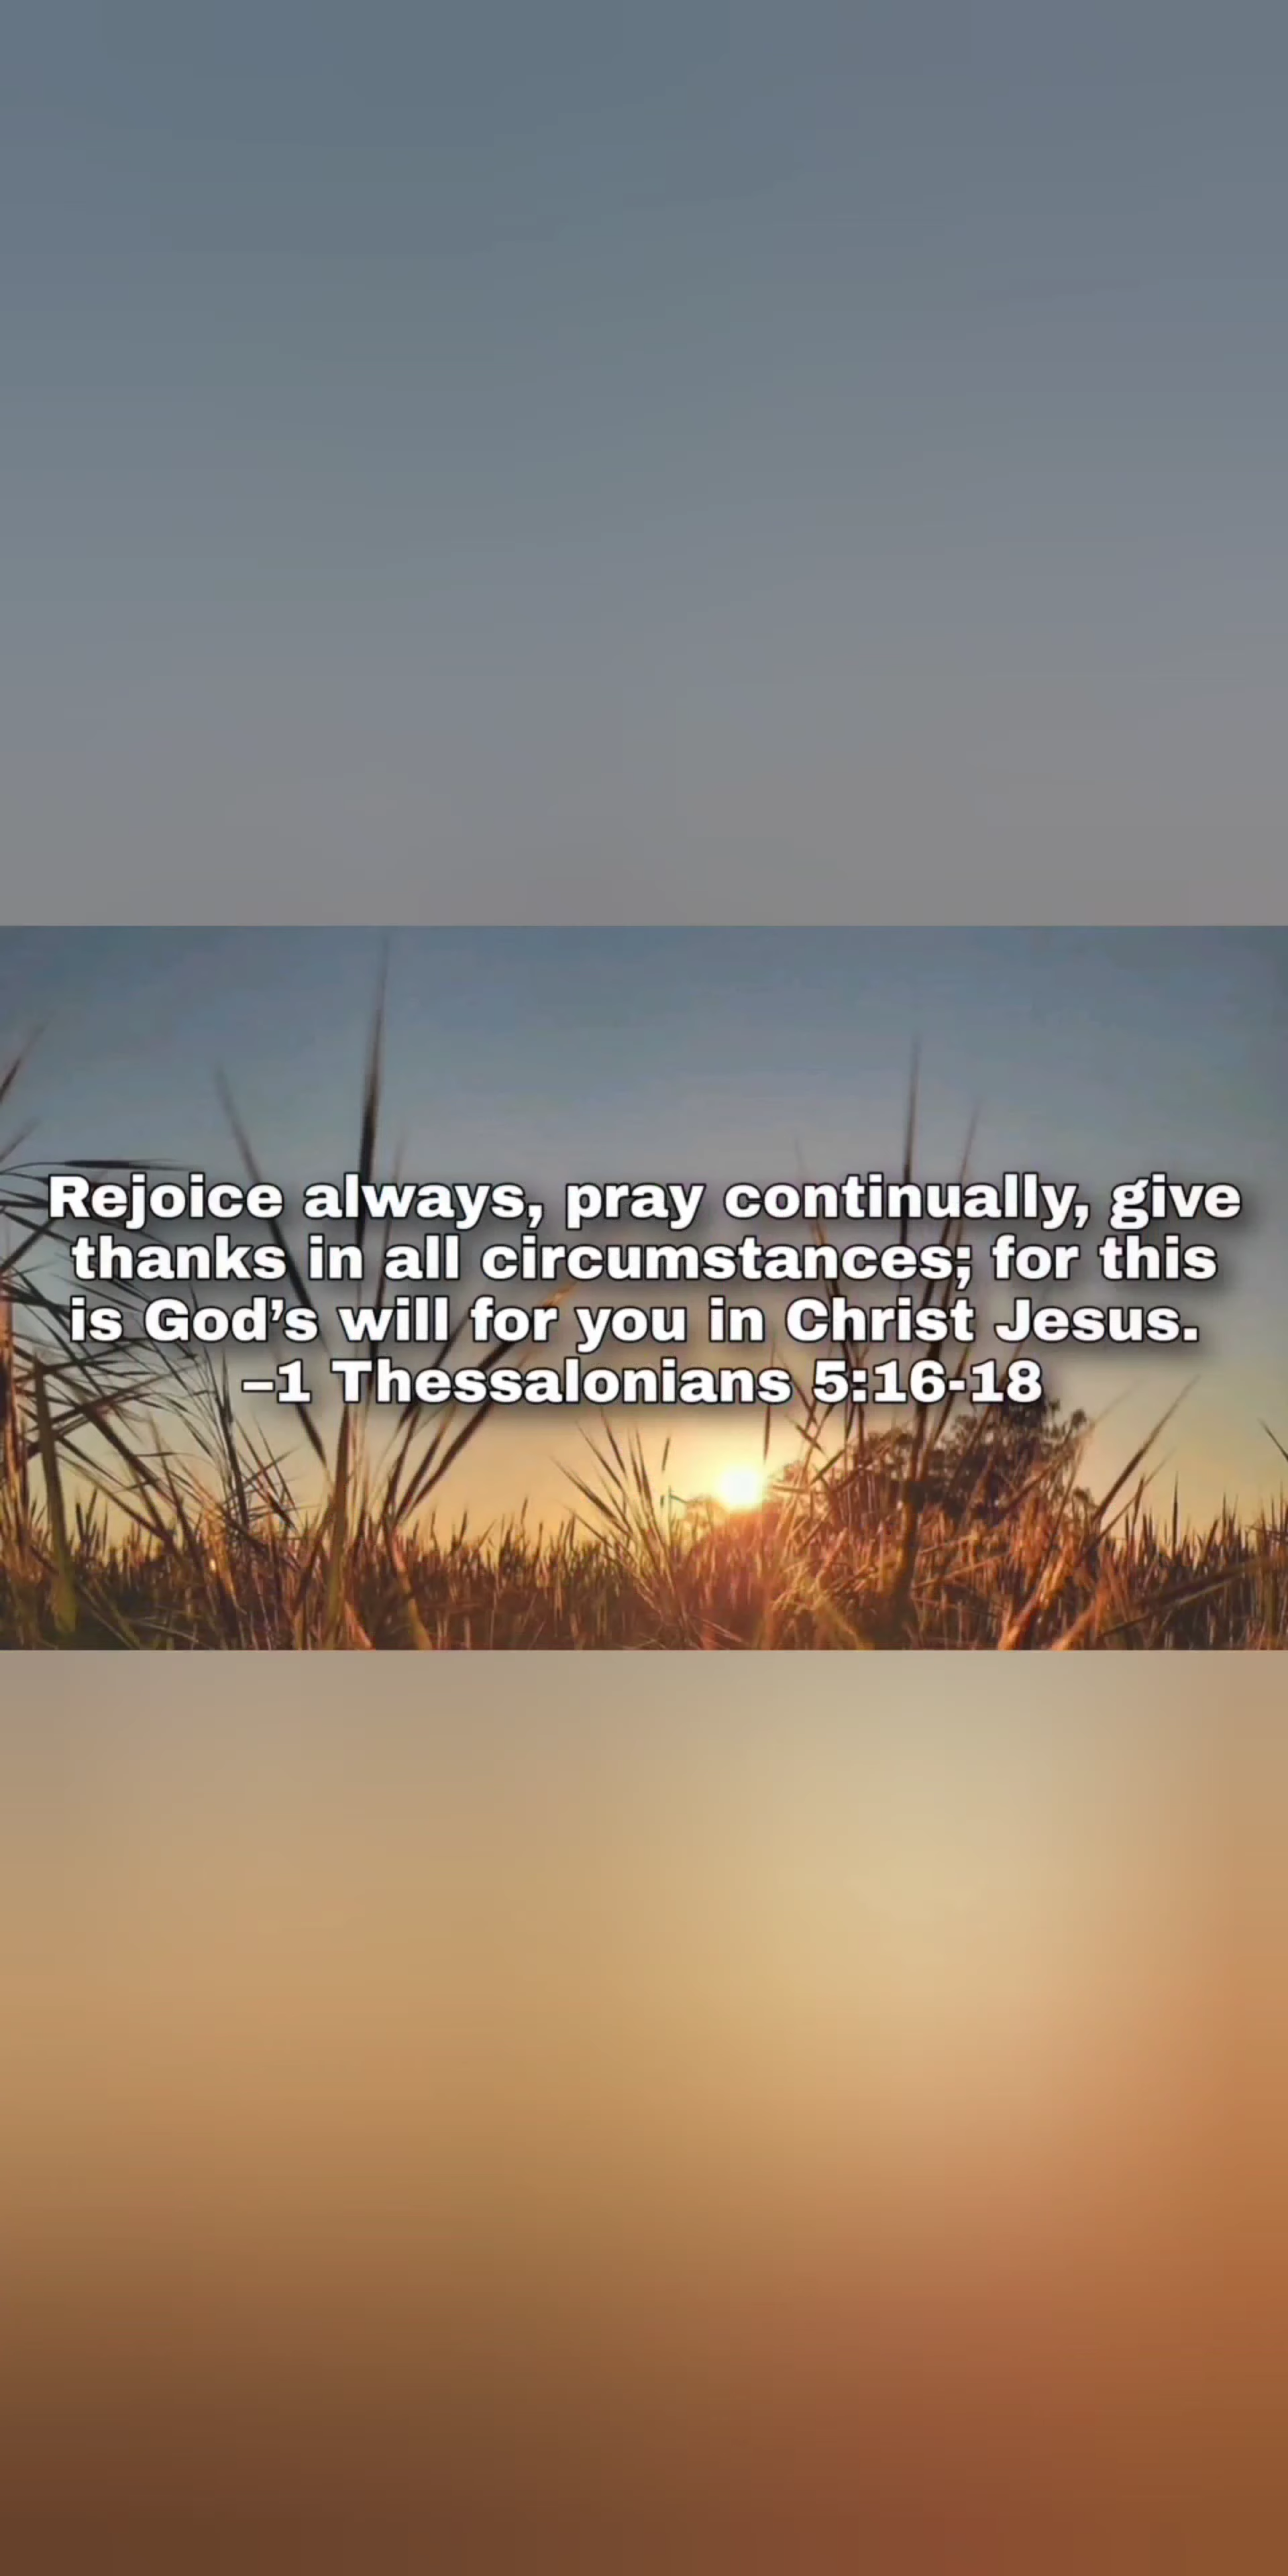 Rejoice always, pray continually, give
thanks in all circumstances; for this
is God’s will for you in Christ Jesus.
–1 Thessalonians 5:16-18